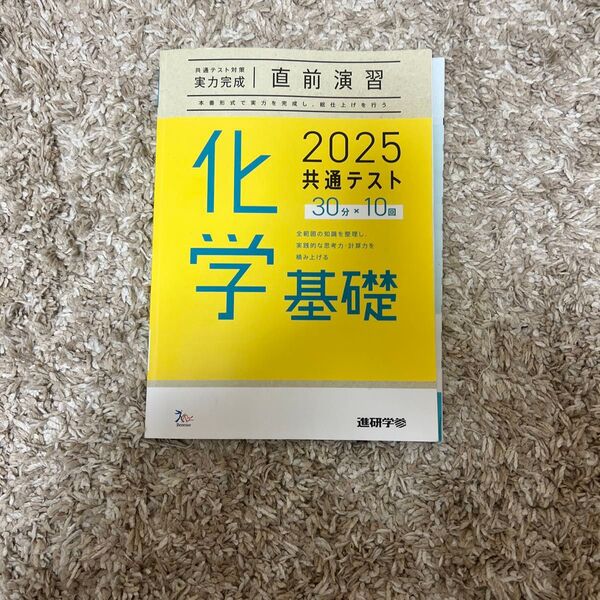 共通テスト対策
実力完成
直前演習
本番形式で実力を完成し、総仕上げを行う
化学
基礎
2025
共通テスト
30分×10回
全範囲の知識を整理し、
実践的な思考力・計算力を
積み上げる
Benesse
進研学参